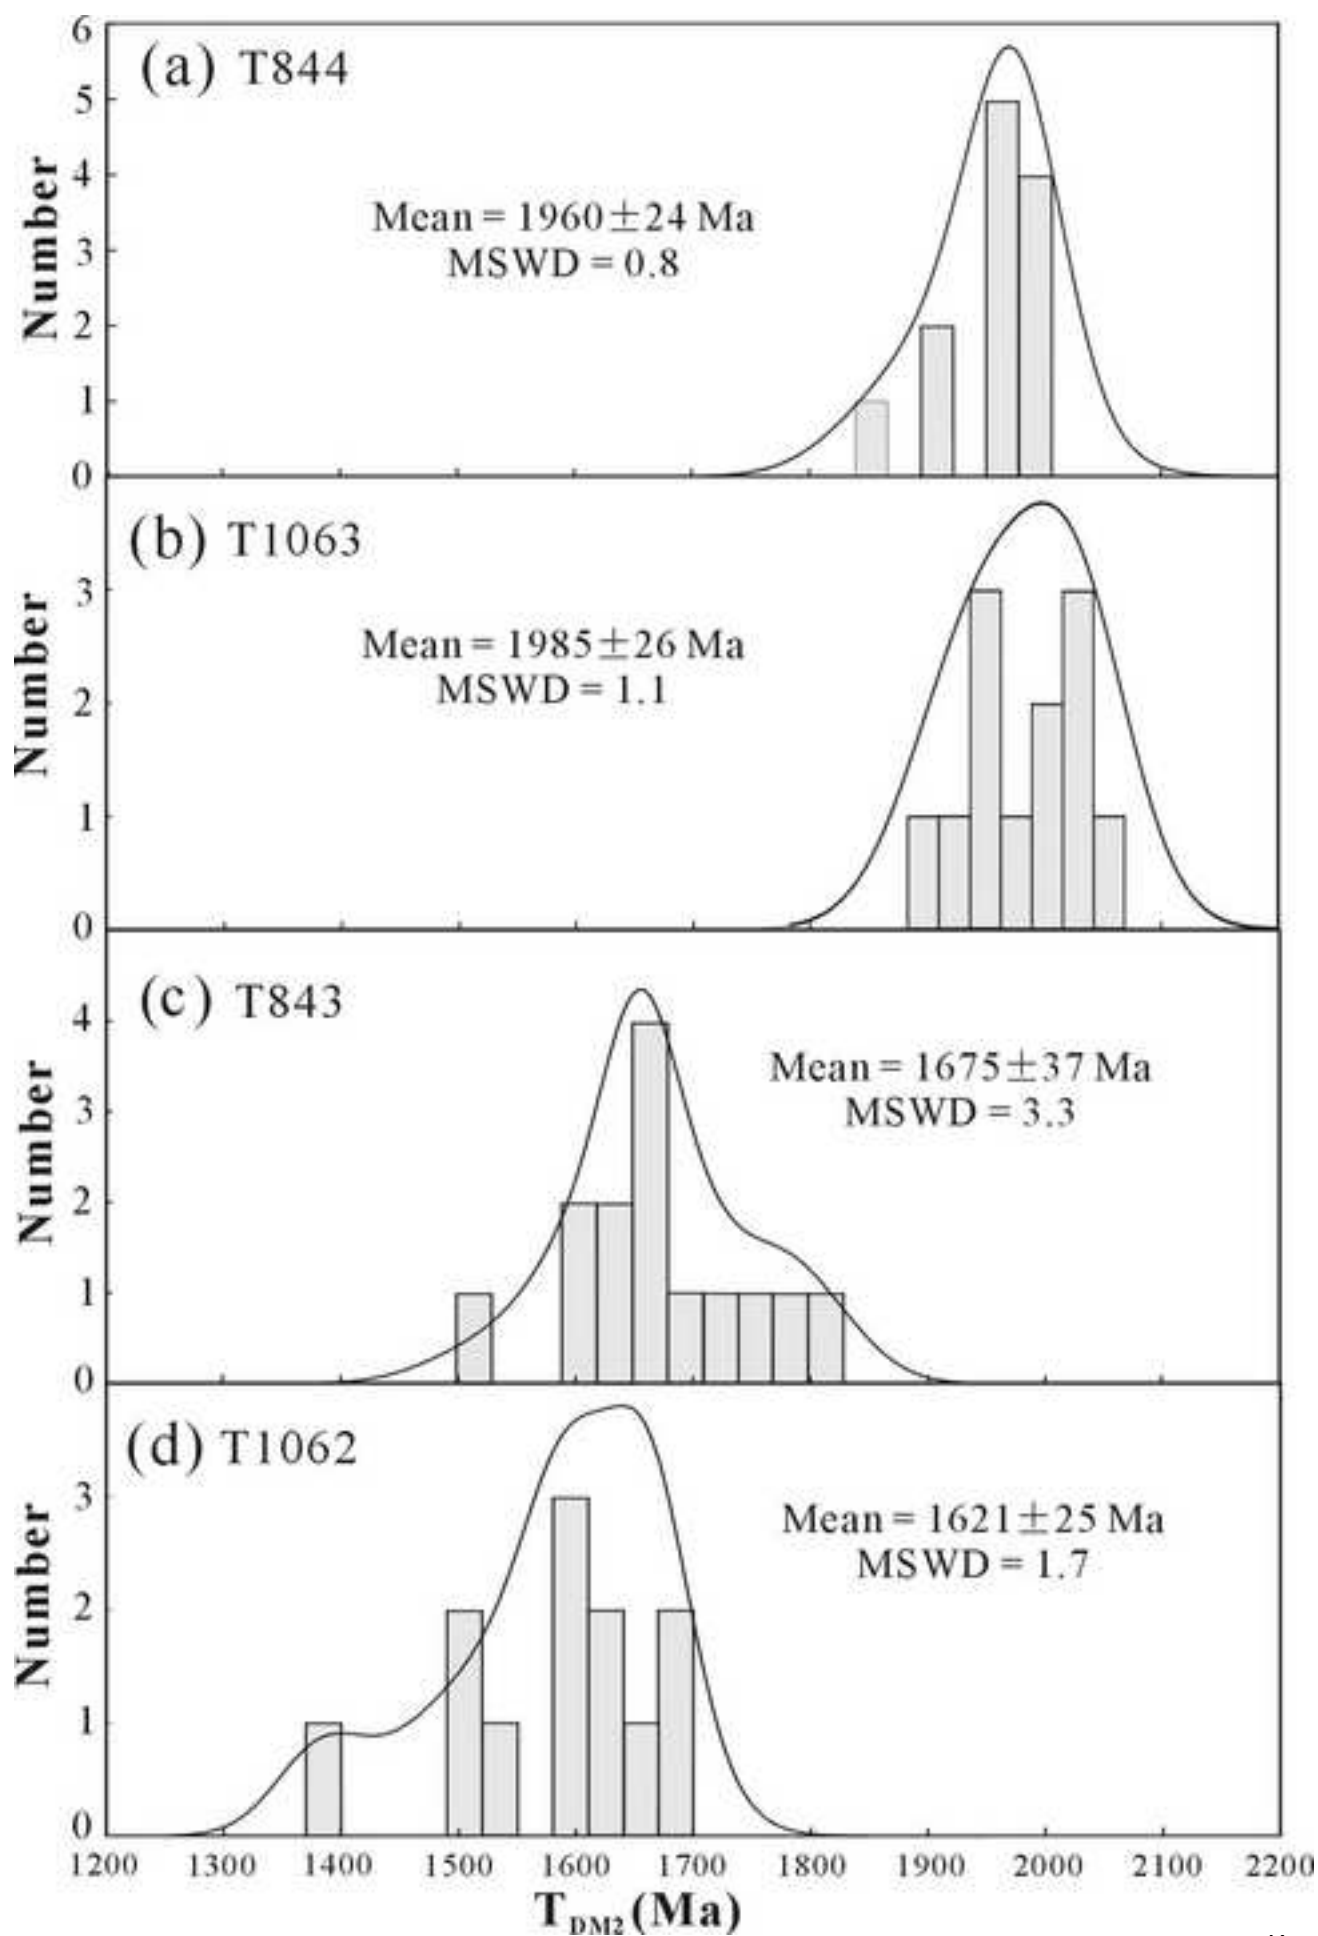 (a) T844
Number
6
5
4
3
2
1
0
Mean = 1960±24 Ma
MSWD = 0.8
(b) T1063
Number
3
2
1
0
Mean = 1985±26 Ma
MSWD = 1.1
(c) T843
Number
4
3
2
1
0
Mean = 1675±37 Ma
MSWD = 3.3
(d) T1062
Number
3
2
1
0
Mean = 1621±25 Ma
MSWD = 1.7
1200 1300 1400 1500 1600 1700 1800 1900 2000 2100 2200
TDM2 (Ma)